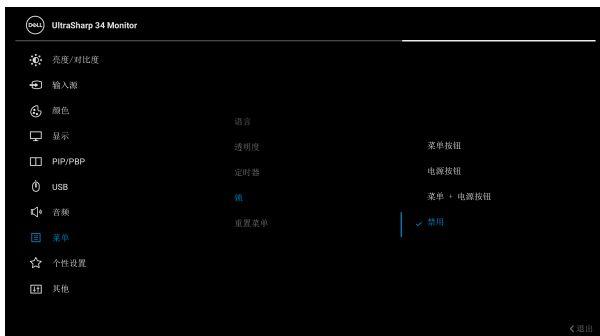 DELL UltraSharp 34 Monitor
亮度/对比度
输入源
颜色
显示
PIP/PBP
USB
音频
菜单
个性设置
其他
语言
透明度
定时器
锁
重置菜单
菜单按钮
电源按钮
菜单 + 电源按钮
禁用
退出